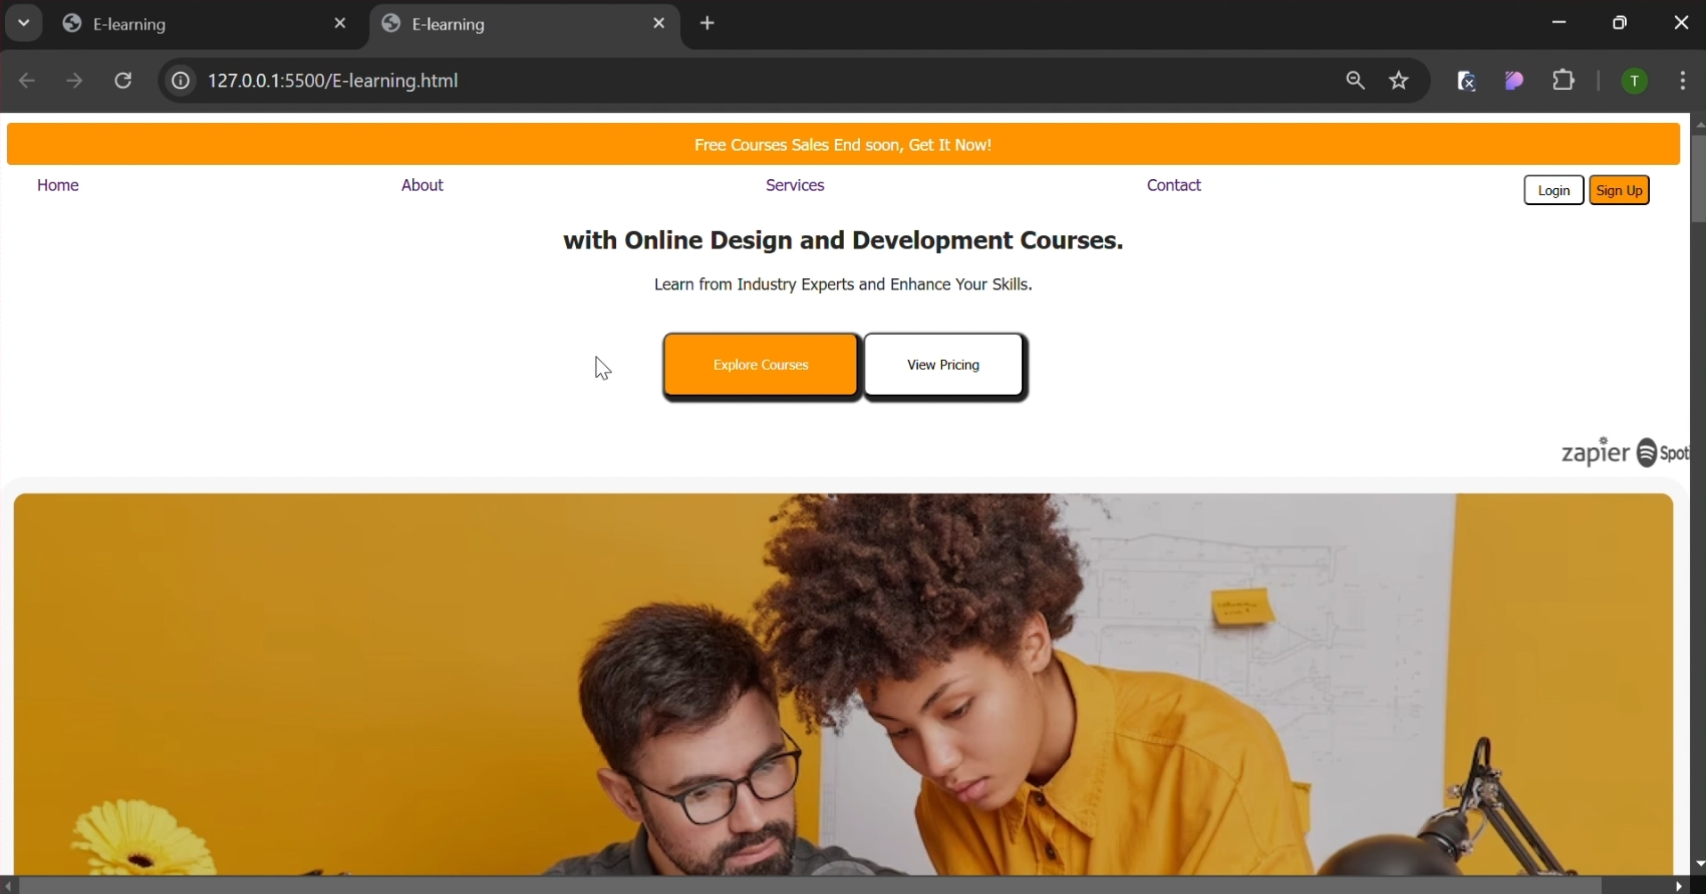 E-learning
E-learning
127.0.0.1:5500/E-learning.html
T
Free Courses Sales End soon, Get It Now!
Home About Services Contact Login Sign Up
with Online Design and Development Courses.
Learn from Industry Experts and Enhance Your Skills.
Explore Courses View Pricing
zapier Spoti